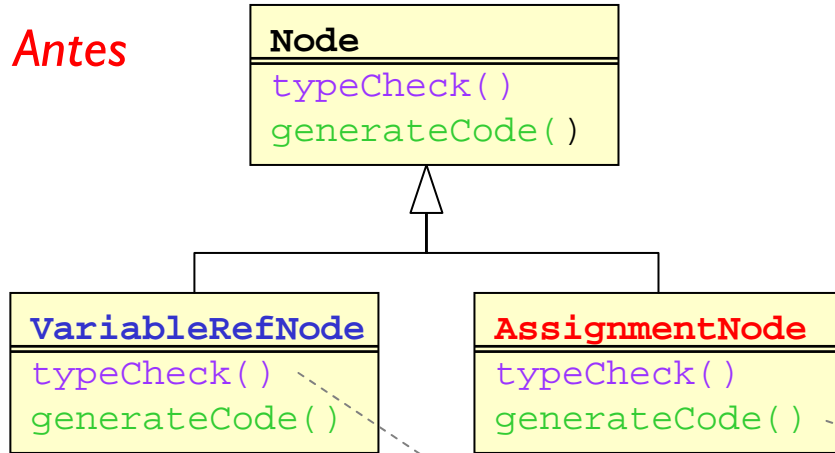 Antes
Node
typeCheck()
generateCode()
VariableRefNode
typeCheck()
generateCode()
AssignmentNode
typeCheck()
generateCode()